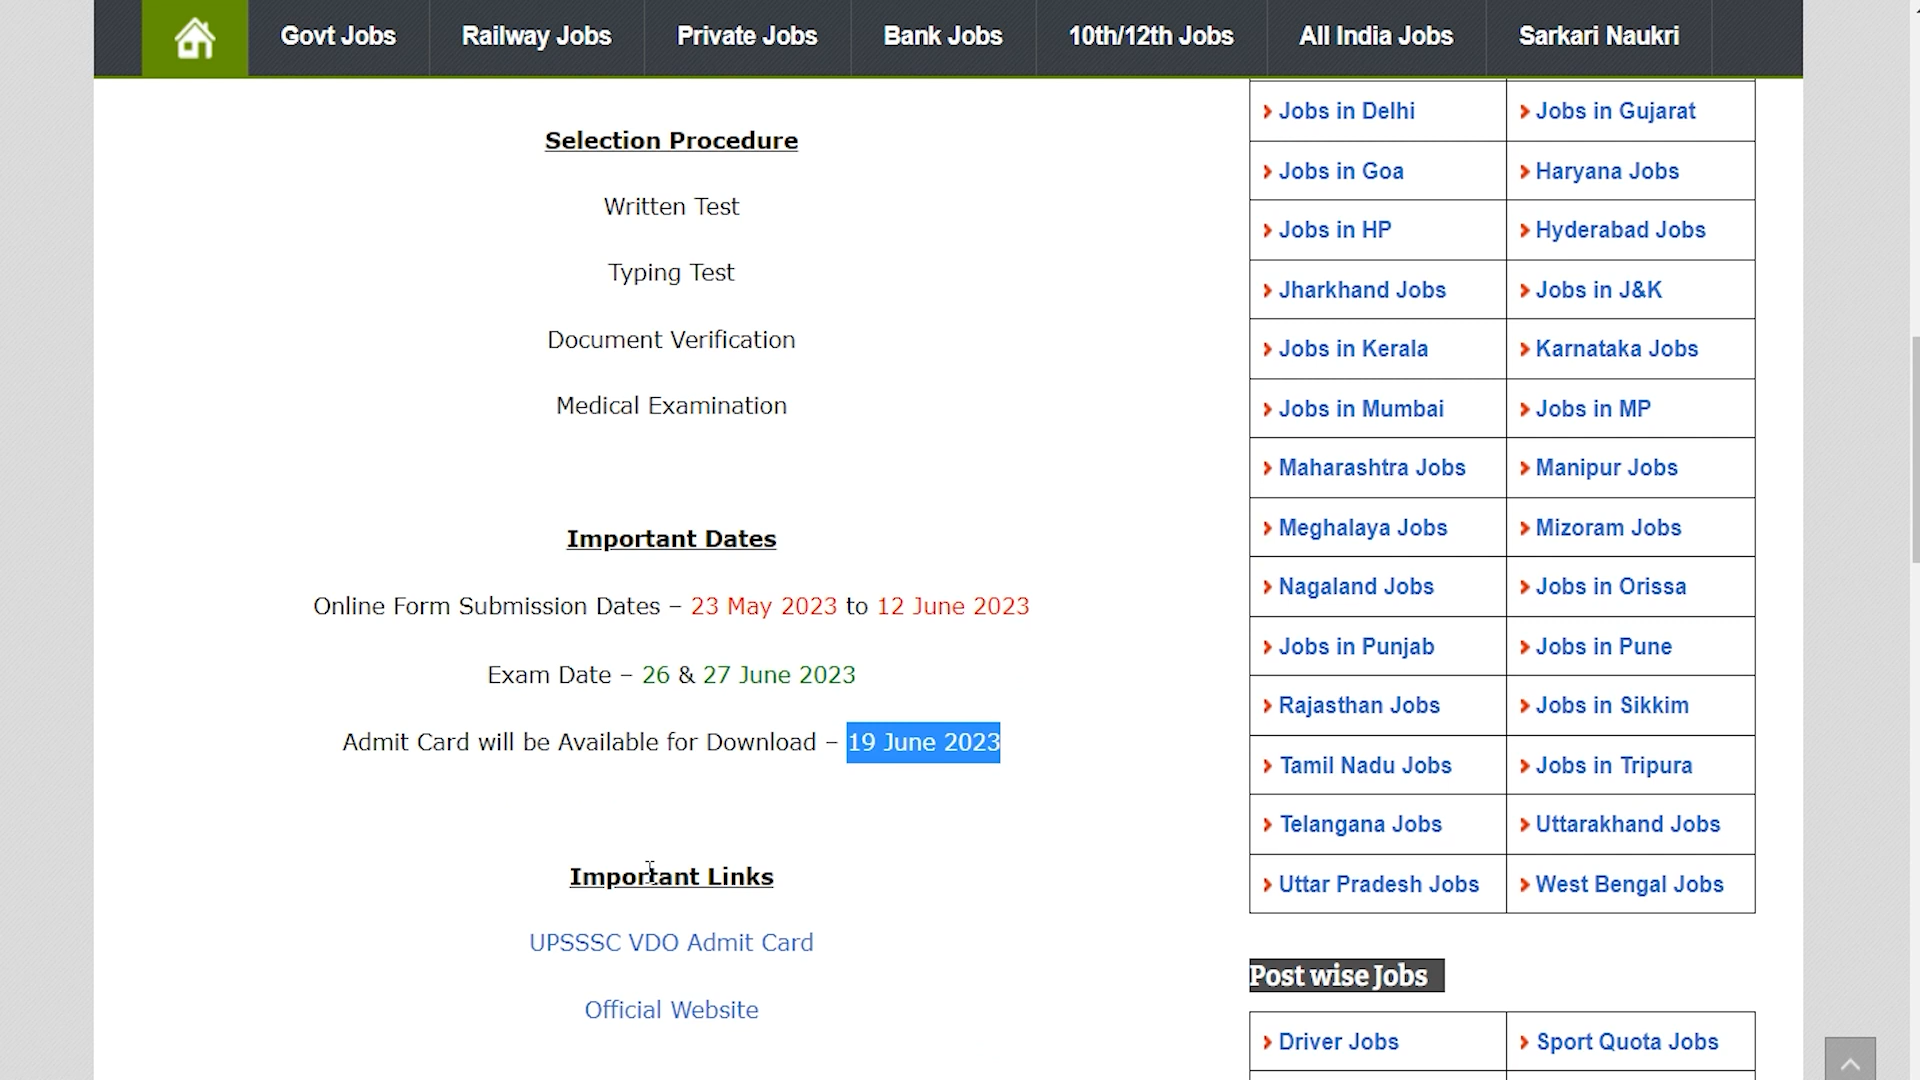 Govt Jobs Railway Jobs Private Jobs Bank Jobs 10th/12th Jobs All India Jobs Sarkari Naukri
Selection Procedure
Written Test
Typing Test
Document Verification
Medical Examination
Important Dates
Online Form Submission Dates – 23 May 2023 to 12 June 2023
Exam Date – 26 & 27 June 2023
Admit Card will be Available for Download – 19 June 2023
Important Links
UPSSSC VDO Admit Card
Official Website
Jobs in Delhi Jobs in Gujarat
Jobs in Goa Haryana Jobs
Jobs in HP Hyderabad Jobs
Jharkhand Jobs Jobs in J&K
Jobs in Kerala Karnataka Jobs
Jobs in Mumbai Jobs in MP
Maharashtra Jobs Manipur Jobs
Meghalaya Jobs Mizoram Jobs
Nagaland Jobs Jobs in Orissa
Jobs in Punjab Jobs in Pune
Rajasthan Jobs Jobs in Sikkim
Tamil Nadu Jobs Jobs in Tripura
Telangana Jobs Uttarakhand Jobs
Uttar Pradesh Jobs West Bengal Jobs
Post wise Jobs
Driver Jobs Sport Quota Jobs